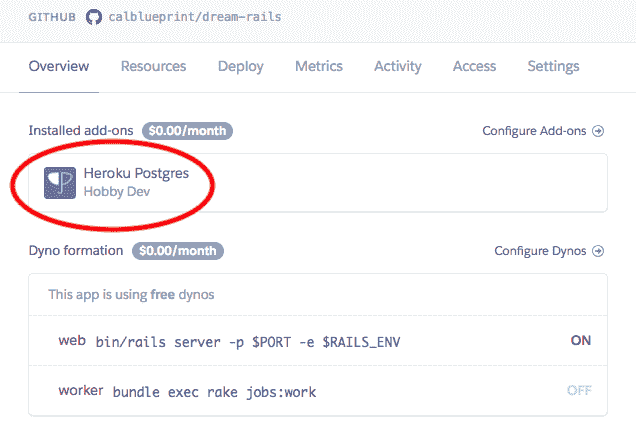 GITHUB calblueprint/dream-rails
Overview Resources Deploy Metrics Activity Access Settings
Installed add-ons $0.00/month Configure Add-ons
Heroku Postgres
Hobby Dev
Dyno formation $0.00/month Configure Dynos
This app is using free dynos
web bin/rails server -p $PORT -e $RAILS_ENV ON
worker bundle exec rake jobs:work OFF